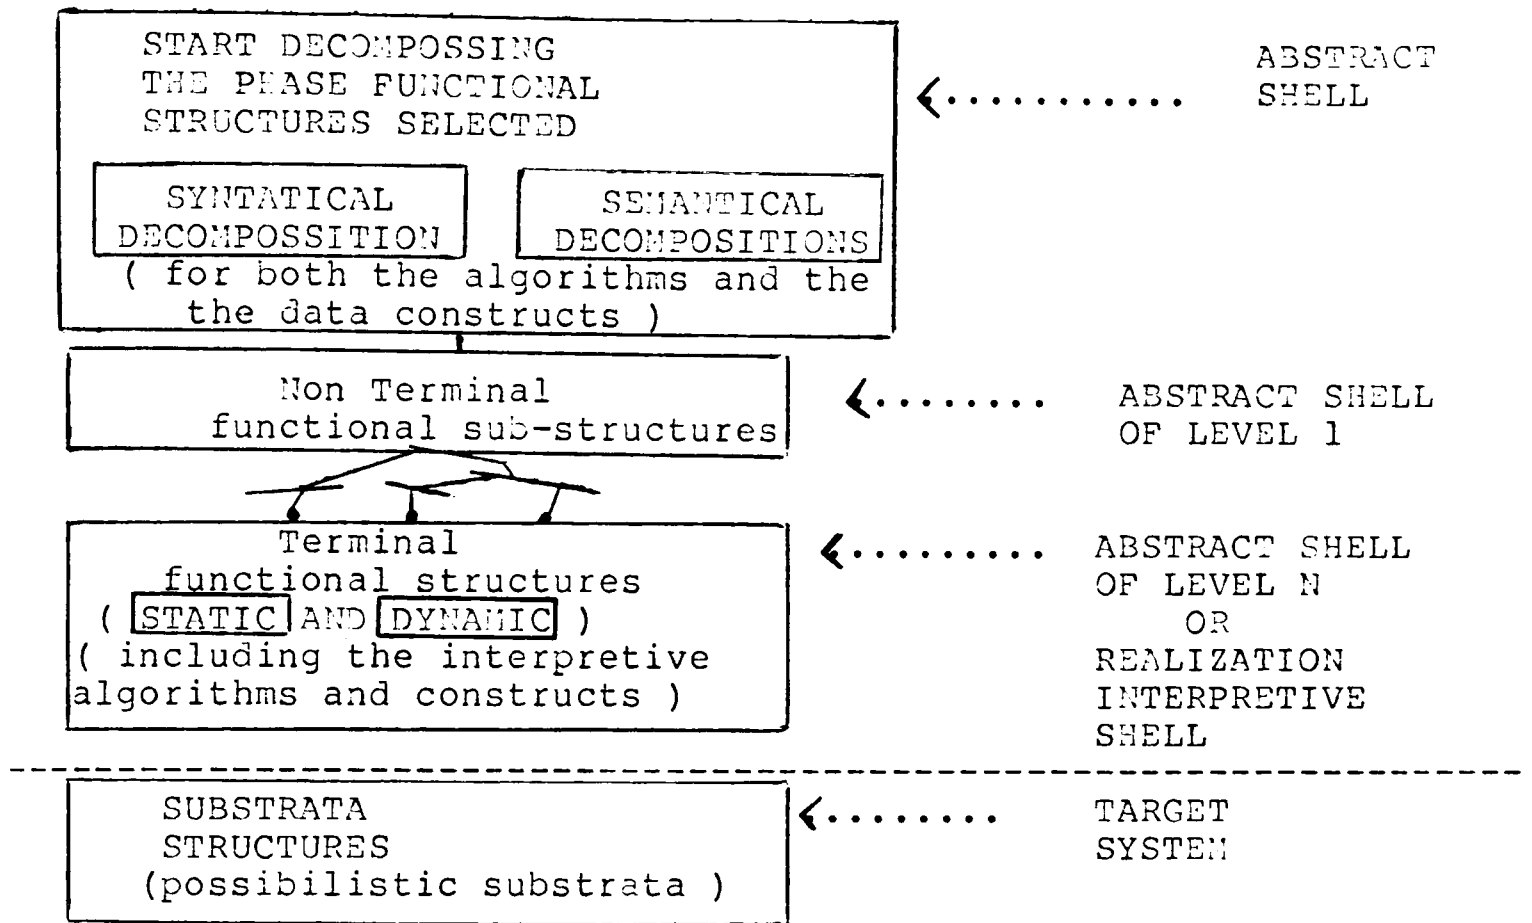 START DECOMPOSSING
THE PHASE FUNCTIONAL
STRUCTURES SELECTED
SYNTATICAL
DECOMPOSSITION
SEMANTICAL
DECOMPOSITIONS
( for both the algorithms and the
the data constructs )
ABSTRACT
SHELL
Non Terminal
functional sub-structures
ABSTRACT SHELL
OF LEVEL 1
Terminal
functional structures
( STATIC AND DYNAMIC )
( including the interpretive
algorithms and constructs )
ABSTRACT SHELL
OF LEVEL N
OR
REALIZATION
INTERPRETIVE
SHELL
SUBSTRATA
STRUCTURES
(possibilistic substrata )
TARGET
SYSTEM